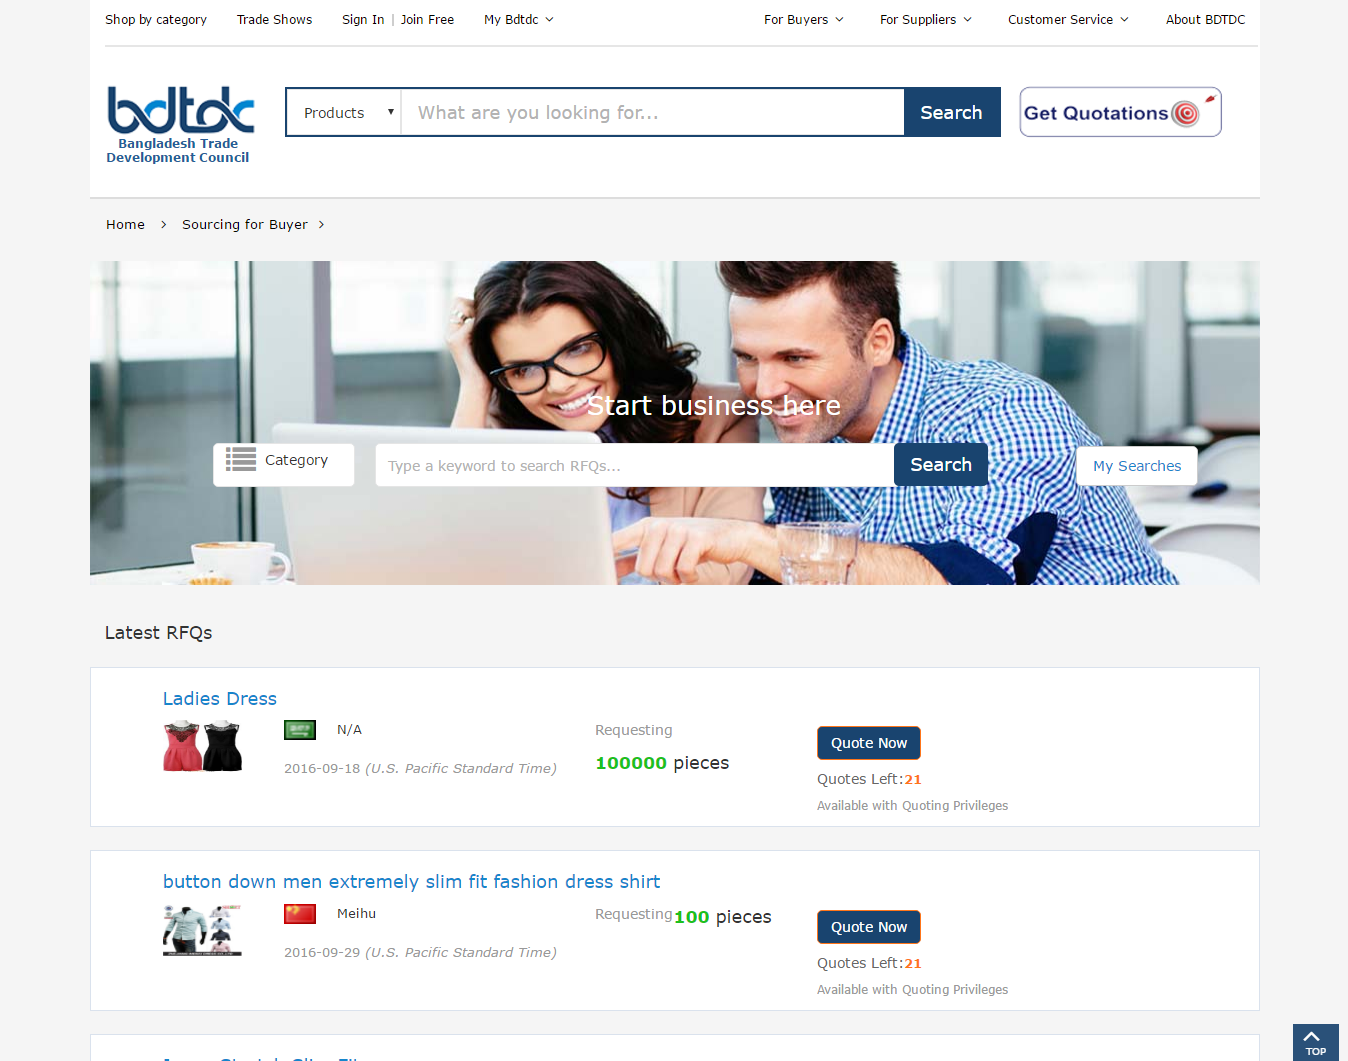 Shop by category Trade Shows Sign In | Join Free My Bdtdc For Buyers For Suppliers Customer Service About BDTDC
bdtdc
Bangladesh Trade
Development Council
Products What are you looking for... Search Get Quotations
Home > Sourcing for Buyer >
Start business here
Category Type a keyword to search RFQs... Search My Searches
Latest RFQs
Ladies Dress
N/A Requesting
100000 pieces
2016-09-18 (U.S. Pacific Standard Time)
Quote Now
Quotes Left:21
Available with Quoting Privileges
button down men extremely slim fit fashion dress shirt
Meihu Requesting100 pieces
2016-09-29 (U.S. Pacific Standard Time)
Quote Now
Quotes Left:21
Available with Quoting Privileges
TOP